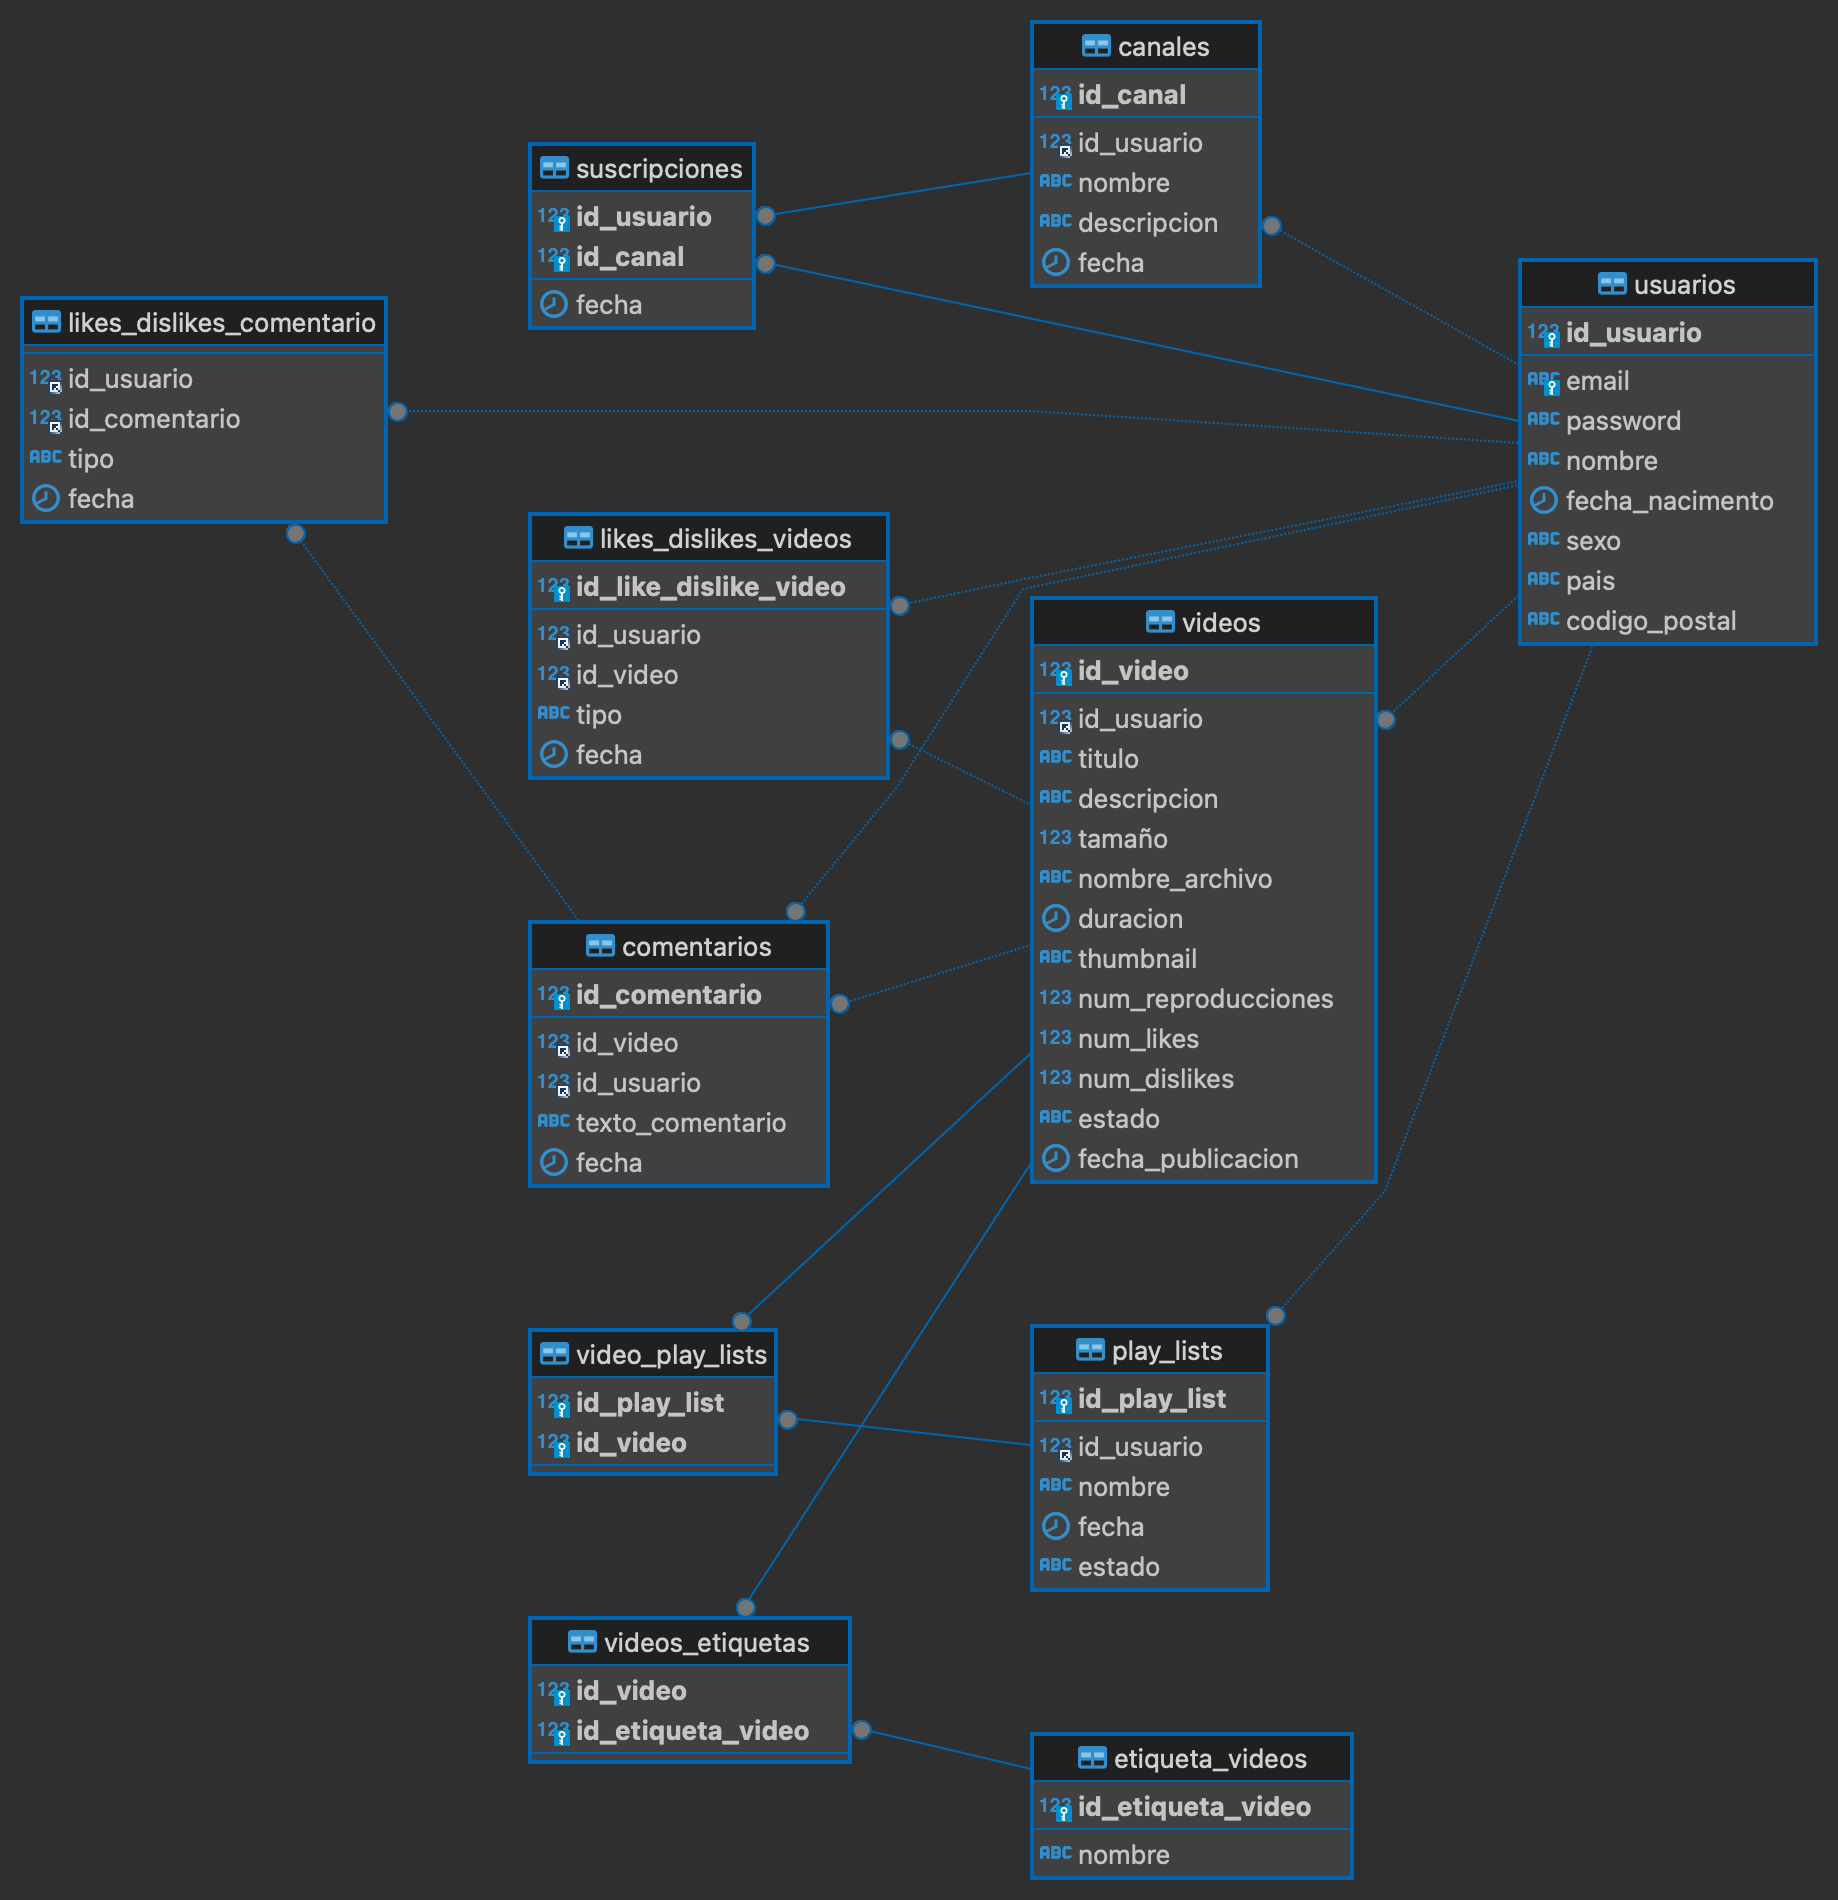 canales
123 id_canal
123 id_usuario
ABC nombre
ABC descripcion
fecha
suscripciones
123 id_usuario
123 id_canal
fecha
usuarios
123 id_usuario
ABC email
ABC password
ABC nombre
fecha_nacimento
ABC sexo
ABC pais
ABC codigo_postal
likes_dislikes_comentario
123 id_usuario
123 id_comentario
ABC tipo
fecha
likes_dislikes_videos
123 id_like_dislike_video
123 id_usuario
123 id_video
ABC tipo
fecha
videos
123 id_video
123 id_usuario
ABC titulo
ABC descripcion
123 tamaño
ABC nombre_archivo
duracion
ABC thumbnail
123 num_reproducciones
123 num_likes
123 num_dislikes
ABC estado
fecha_publicacion
comentarios
123 id_comentario
123 id_video
123 id_usuario
ABC texto_comentario
fecha
video_play_lists
123 id_play_list
123 id_video
play_lists
123 id_play_list
123 id_usuario
ABC nombre
fecha
ABC estado
videos_etiquetas
123 id_video
123 id_etiqueta_video
etiqueta_videos
123 id_etiqueta_video
ABC nombre